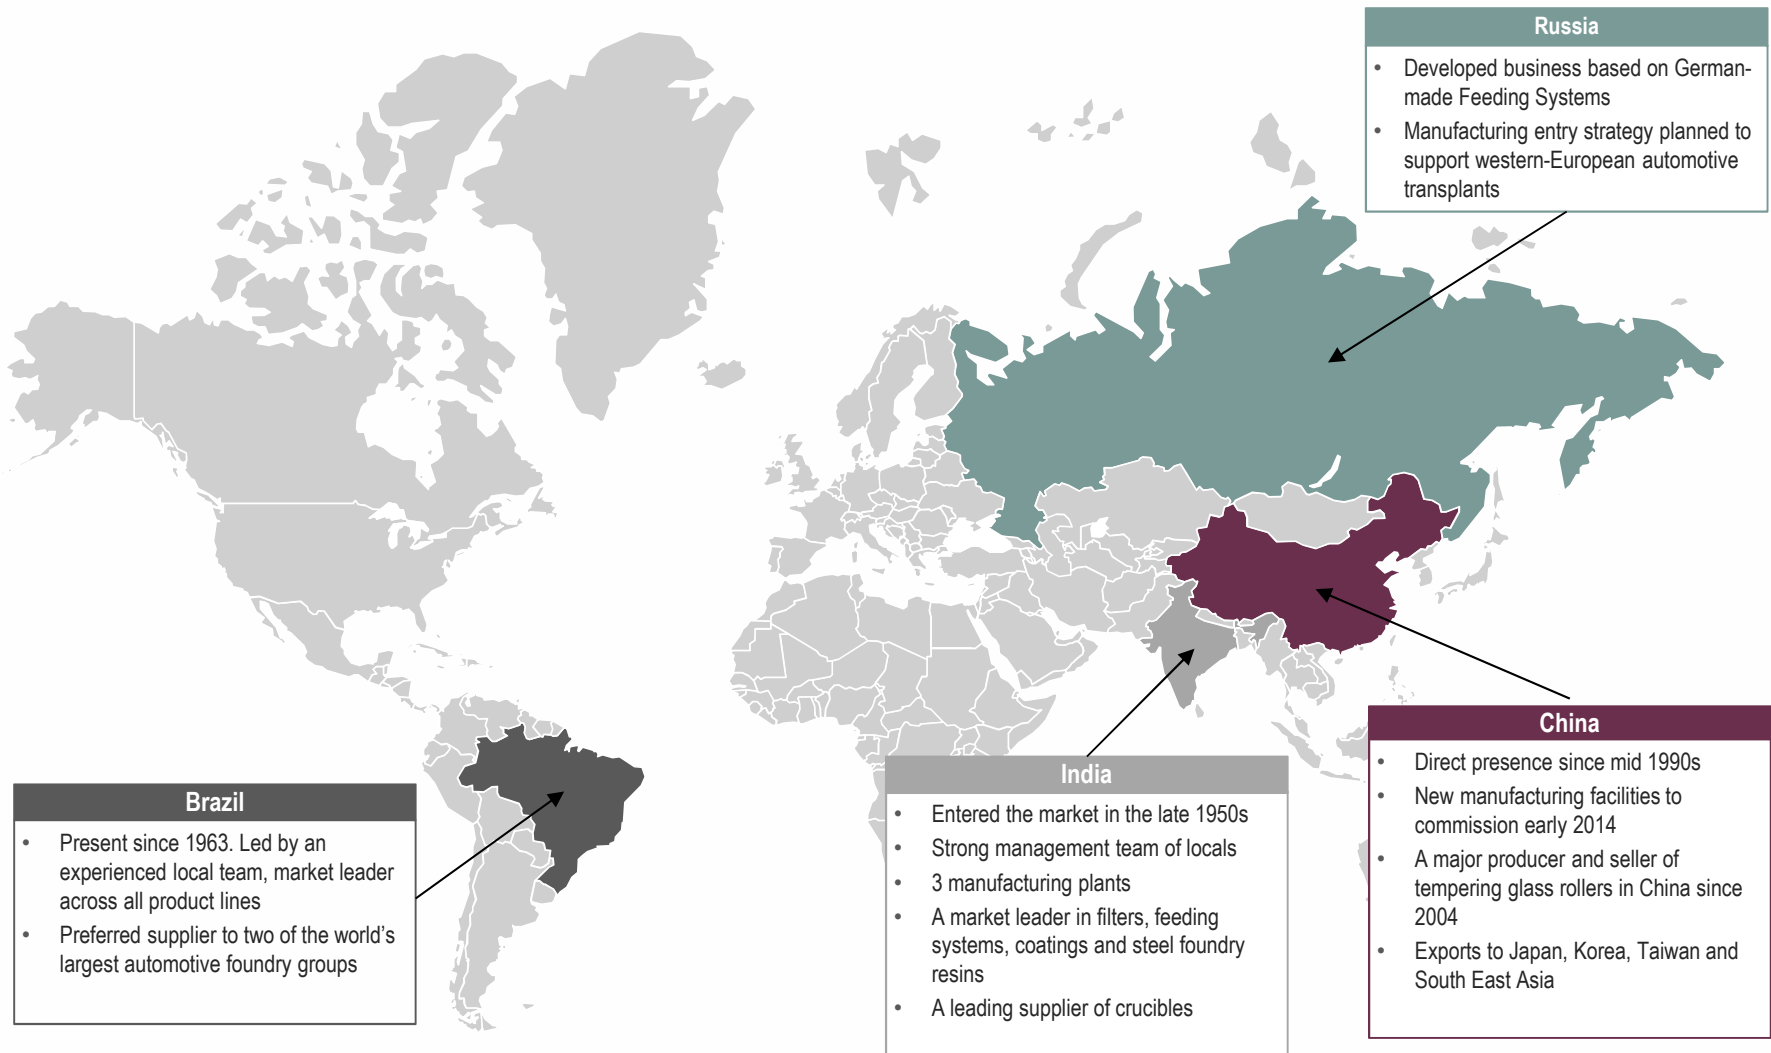 Russia
• Developed business based on German-
made Feeding Systems
• Manufacturing entry strategy planned to
support western-European automotive
transplants
Brazil
• Present since 1963. Led by an
experienced local team, market leader
across all product lines
• Preferred supplier to two of the world’s
largest automotive foundry groups
India
• Entered the market in the late 1950s
• Strong management team of locals
• 3 manufacturing plants
• A market leader in filters, feeding
systems, coatings and steel foundry
resins
• A leading supplier of crucibles
China
• Direct presence since mid 1990s
• New manufacturing facilities to
commission early 2014
• A major producer and seller of
tempering glass rollers in China since
2004
• Exports to Japan, Korea, Taiwan and
South East Asia